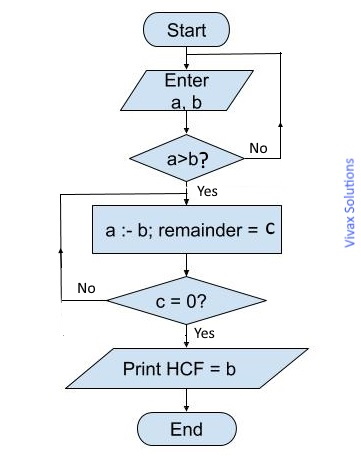 Start
Enter
a, b
a>b?
No
Yes
a :- b; remainder = c
No
c = 0?
Yes
Print HCF = b
End
Vivax Solutions